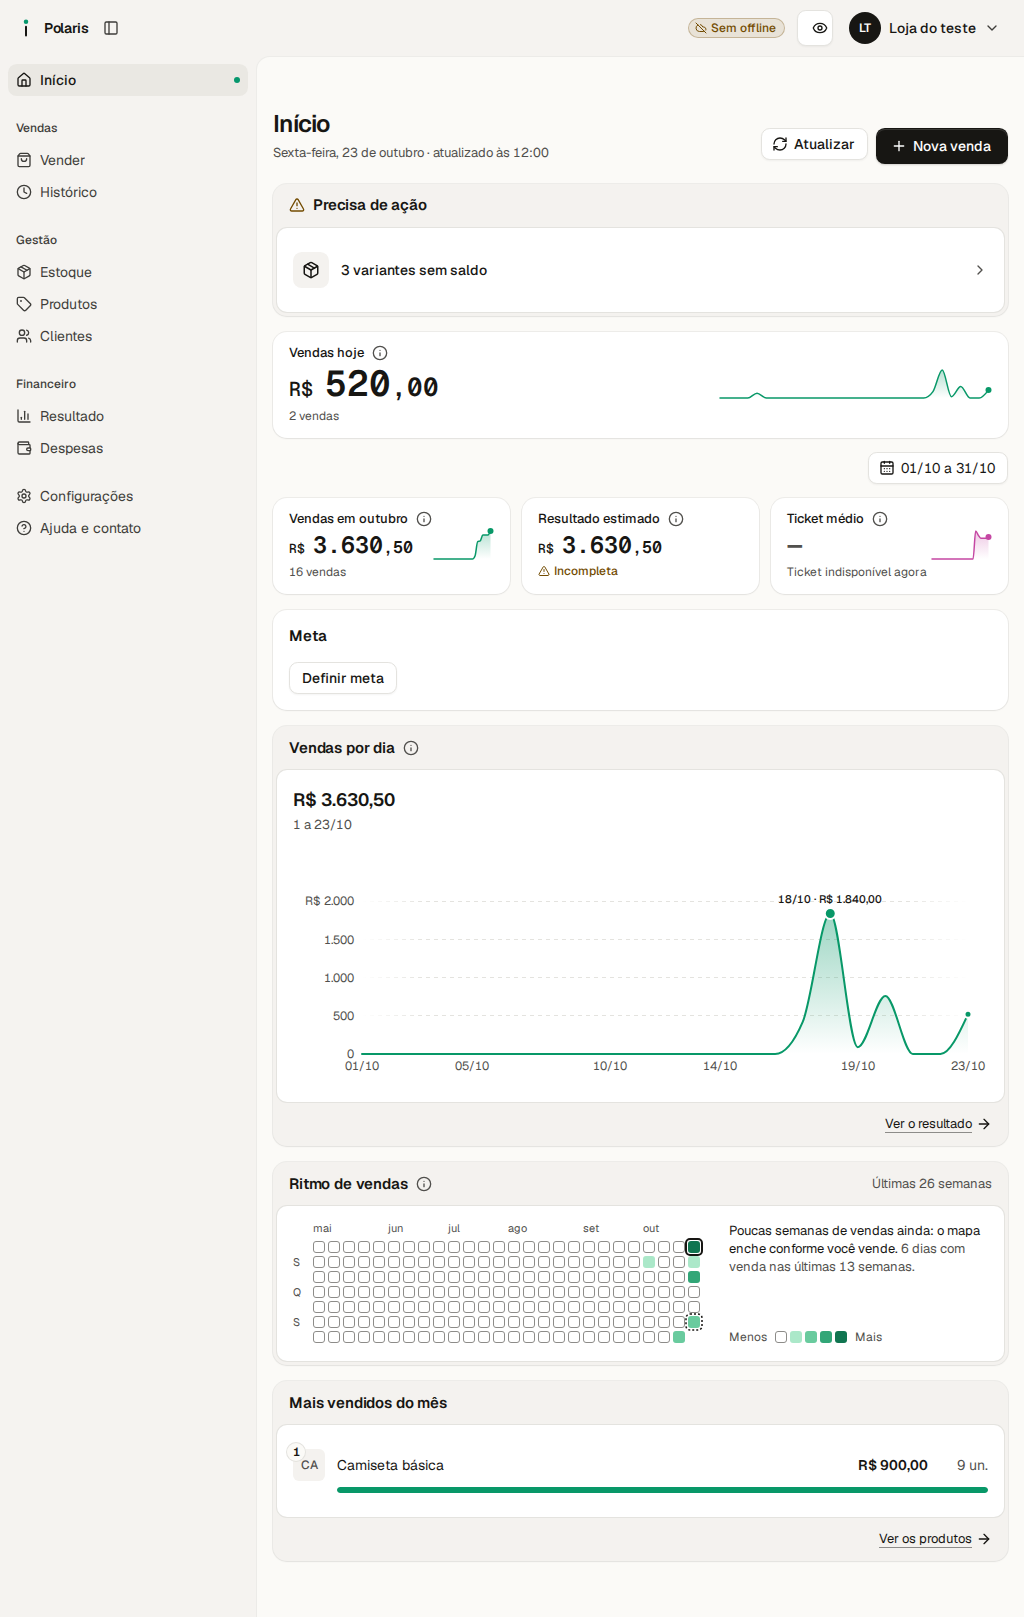 Polaris
Sem offline
LT
Loja do teste
Início
Vendas
Vender
Histórico
Gestão
Estoque
Produtos
Clientes
Financeiro
Resultado
Despesas
Configurações
Ajuda e contato
Início
Sexta-feira, 23 de outubro · atualizado às 12:00
Atualizar
Nova venda
Precisa de ação
3 variantes sem saldo
Vendas hoje
R$ 520,00
2 vendas
01/10 a 31/10
Vendas em outubro
R$ 3.630,50
16 vendas
Resultado estimado
R$ 3.630,50
Incompleta
Ticket médio
—
Ticket indisponível agora
Meta
Definir meta
Vendas por dia
R$ 3.630,50
1 a 23/10
18/10 · R$ 1.840,00
R$ 2.000
1.500
1.000
500
0
01/10 05/10 10/10 14/10 19/10 23/10
Ver o resultado
Ritmo de vendas
Últimas 26 semanas
mai jun jul ago set out
S
Q
S
Poucas semanas de vendas ainda: o mapa
enche conforme você vende. 6 dias com
venda nas últimas 13 semanas.
Menos Mais
Mais vendidos do mês
1
CA
Camiseta básica
R$ 900,00
9 un.
Ver os produtos